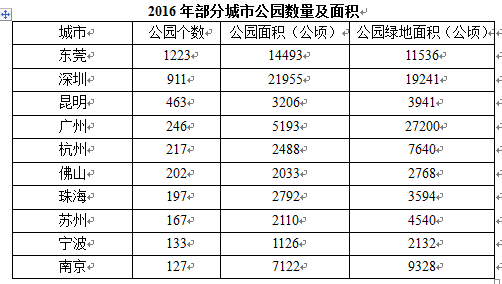 2016年部分城市公园数量及面积
城市 公园个数 公园面积（公顷） 公园绿地面积（公顷）
东莞 1223 14493 11536
深圳 911 21955 19241
昆明 463 3206 3941
广州 246 5193 27200
杭州 217 2488 7640
佛山 202 2033 2768
珠海 197 2792 3594
苏州 167 2110 4540
宁波 133 1126 2132
南京 127 7122 9328